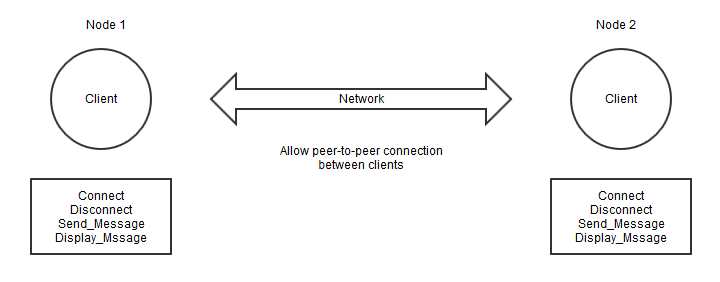 Node 1
Node 2
Client
Network
Client
Allow peer-to-peer connection
between clients
Connect
Disconnect
Send_Message
Display_Mssage
Connect
Disconnect
Send_Message
Display_Mssage